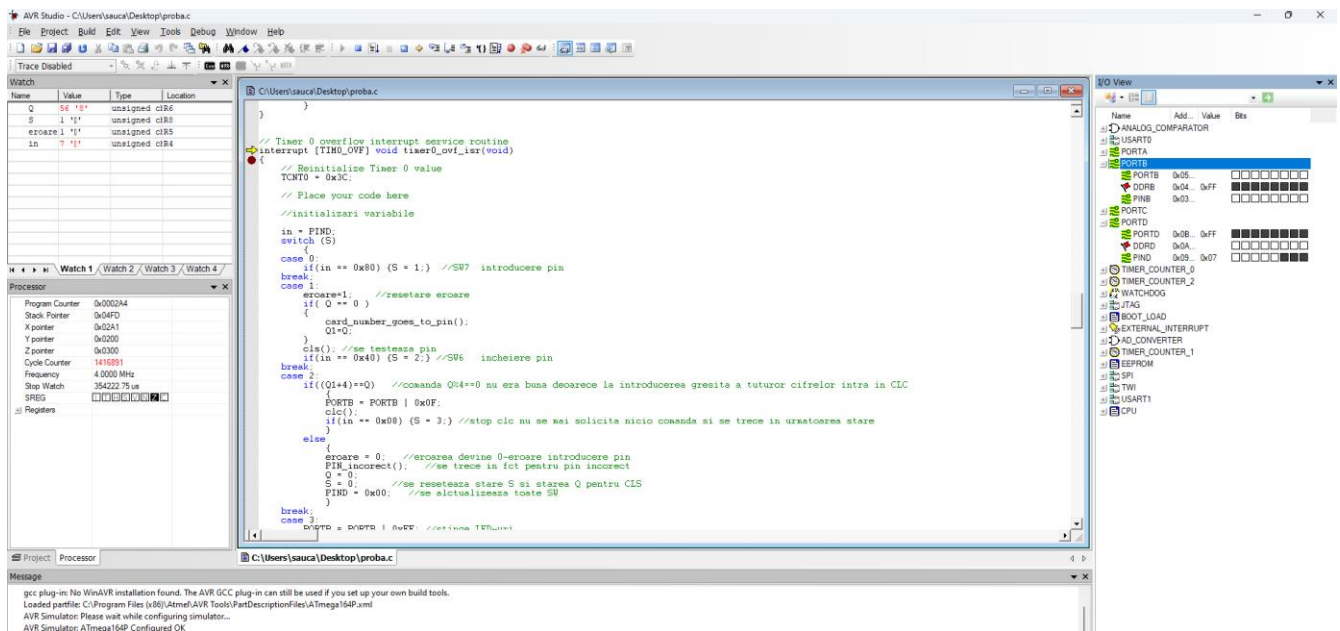 AVR Studio - C:\Users\sauca\Desktop\proba.c
File Project Build Edit View Tools Debug Window Help
Trace Disabled
Watch
Name Value Type Location
Q 56 '8' unsigned ch R6
S 1 unsigned ch R8
eroare 1 unsigned ch R5
in 7 unsigned ch R4
Watch 1 Watch 2 Watch 3 Watch 4
Processor
Program Counter 0x0002A4
Stack Pointer 0x04FD
X pointer 0x02A1
Y pointer 0x0200
Z pointer 0x0300
Cycle Counter 1416891
Frequency 4.0000 MHz
Stop Watch 354222.75 us
SREG I T H S V N Z C
Registers
Project Processor
C:\Users\sauca\Desktop\proba.c
}
}
// Timer 0 overflow interrupt service routine
interrupt [TIM0_OVF] void timer0_ovf_isr(void)
{
// Reinitialize Timer 0 value
TCNT0 = 0x3C;
// Place your code here
//initializari variabile
in = PIND;
switch (S)
{
case 0:
if(in == 0x80) {S = 1;} //SW7 introducere pin
break;
case 1:
eroare=1; //resetare eroare
if( Q == 0 )
{
card_number_goes_to_pin();
Q1=Q;
}
cls(); //se testeaza pin
if(in == 0x40) {S = 2;} //SW6 incheiere pin
break;
case 2:
if((Q1+4)==Q) //comanda Q%4==0 nu era buna deoarece la introducerea gresita a tuturor cifrelor intra in CLC
{
PORTB = PORTB | 0x0F;
clc();
if(in == 0x08) {S = 3;} //stop clc nu se mai solicita nicio comanda si se trece in urmatoarea stare
}
else
{
eroare = 0; //eroarea devine 0-eroare introducere pin
PIN_incorect(); //se trece in fct pentru pin incorect
Q = 0;
S = 0; //se reseteaza stare S si starea Q pentru CLS
PIND = 0x00; //se alctualizeaza toate SW
}
break;
case 3:
PORTB = PORTB | 0xFF; //stinge LED-uri
C:\Users\sauca\Desktop\proba.c
I/O View
Name Add... Value Bits
ANALOG_COMPARATOR
USART0
PORTA
PORTB
PORTB 0x05...
DDRB 0x04... 0xFF
PINB 0x03...
PORTC
PORTD
PORTD 0x0B... 0xFF
DDRD 0x0A...
PIND 0x09... 0x07
TIMER_COUNTER_0
TIMER_COUNTER_2
WATCHDOG
JTAG
BOOT_LOAD
EXTERNAL_INTERRUPT
AD_CONVERTER
TIMER_COUNTER_1
EEPROM
SPI
TWI
USART1
CPU
Message
gcc plug-in: No WinAVR installation found. The AVR GCC plug-in can still be used if you set up your own build tools.
Loaded partfile: C:\Program Files (x86)\Atmel\AVR Tools\PartDescriptionFiles\ATmega164P.xml
AVR Simulator: Please wait while configuring simulator...
AVR Simulator: ATmega164P Configured OK